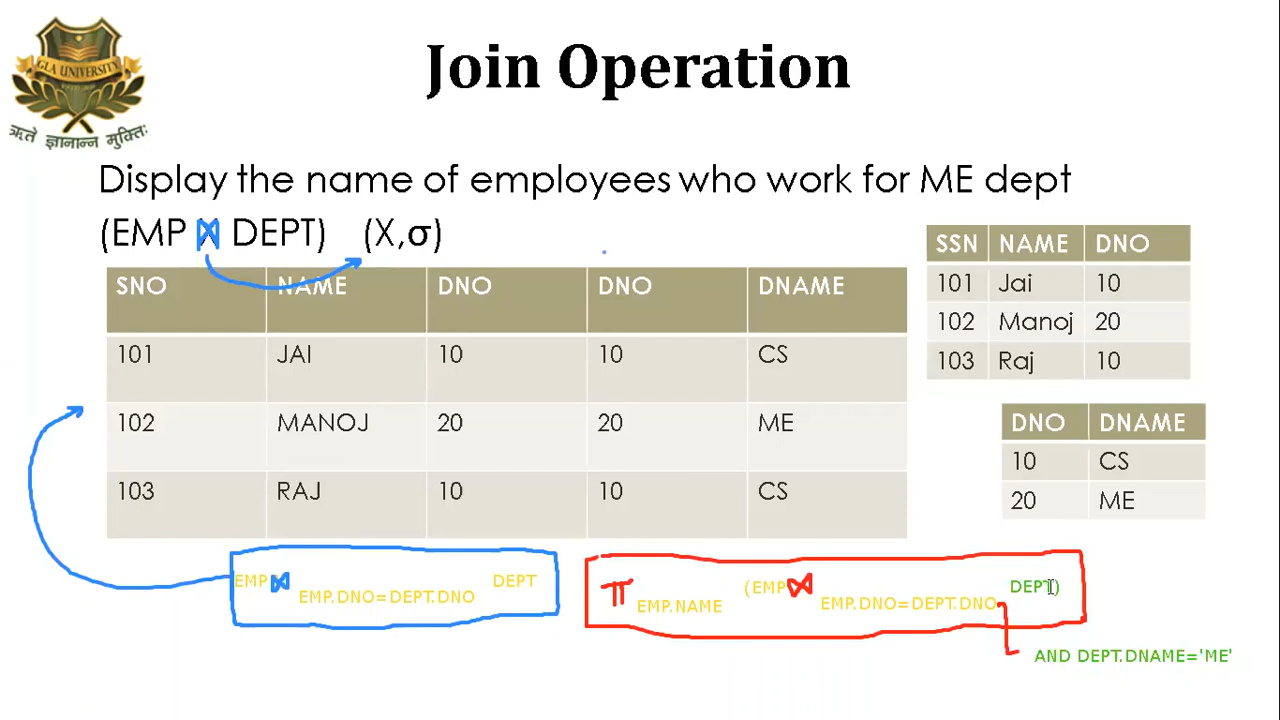 GLA UNIVERSITY
ऋते ज्ञानान्न मुक्तिः
Join Operation
Display the name of employees who work for ME dept
(EMP ⋈ DEPT) (X,σ)
SNO NAME DNO DNO DNAME
101 JAI 10 10 CS
102 MANOJ 20 20 ME
103 RAJ 10 10 CS
SSN NAME DNO
101 Jai 10
102 Manoj 20
103 Raj 10
DNO DNAME
10 CS
20 ME
EMP ⋈ EMP.DNO=DEPT.DNO DEPT
π EMP.NAME (EMP ⋈ EMP.DNO=DEPT.DNO DEPT)
AND DEPT.DNAME='ME'